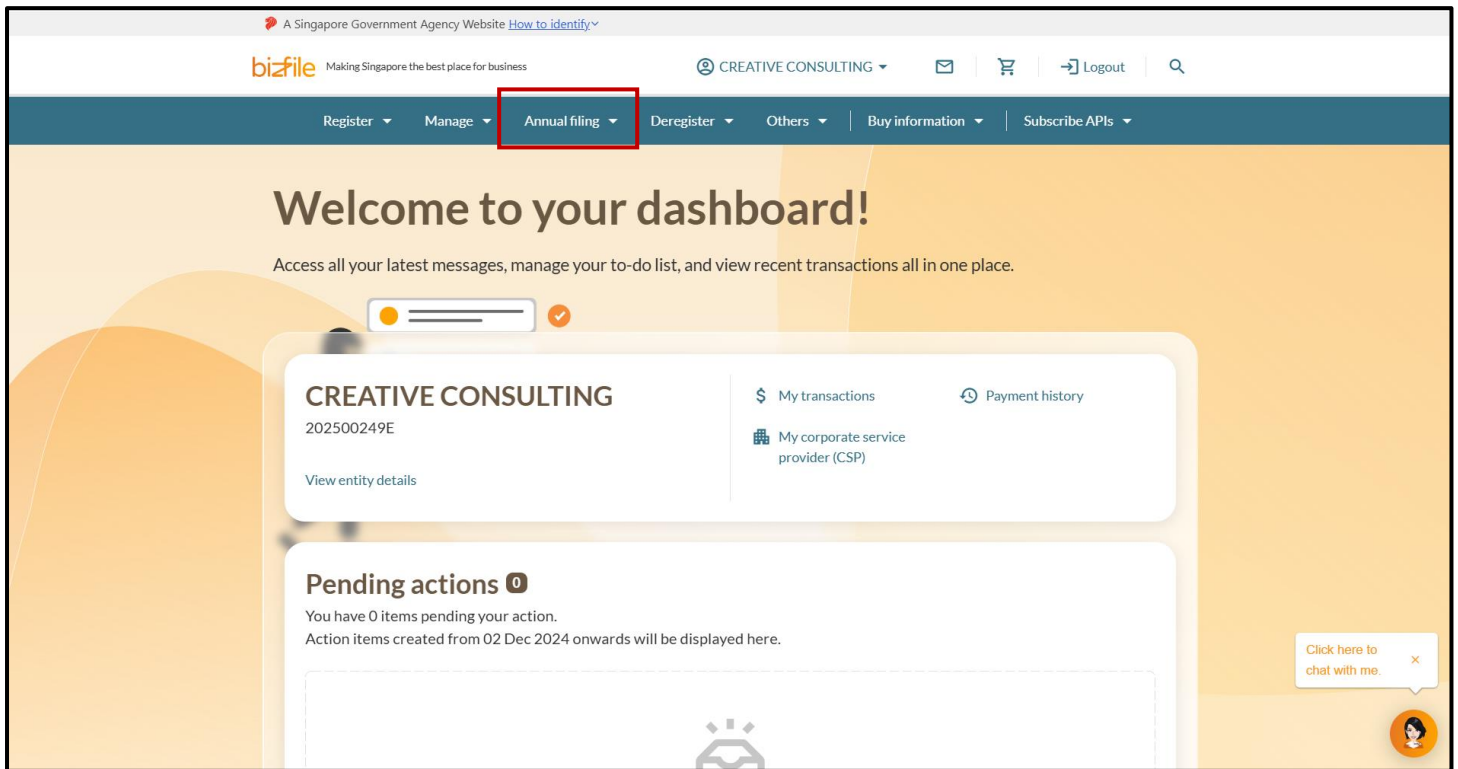 A Singapore Government Agency Website How to identify
bizfile Making Singapore the best place for business CREATIVE CONSULTING Logout
Register Manage Annual filing Deregister Others Buy information Subscribe APIs
Welcome to your dashboard!
Access all your latest messages, manage your to-do list, and view recent transactions all in one place.
CREATIVE CONSULTING
202500249E
View entity details
$ My transactions
Payment history
My corporate service
provider (CSP)
Pending actions 0
You have 0 items pending your action.
Action items created from 02 Dec 2024 onwards will be displayed here.
Click here to
chat with me.